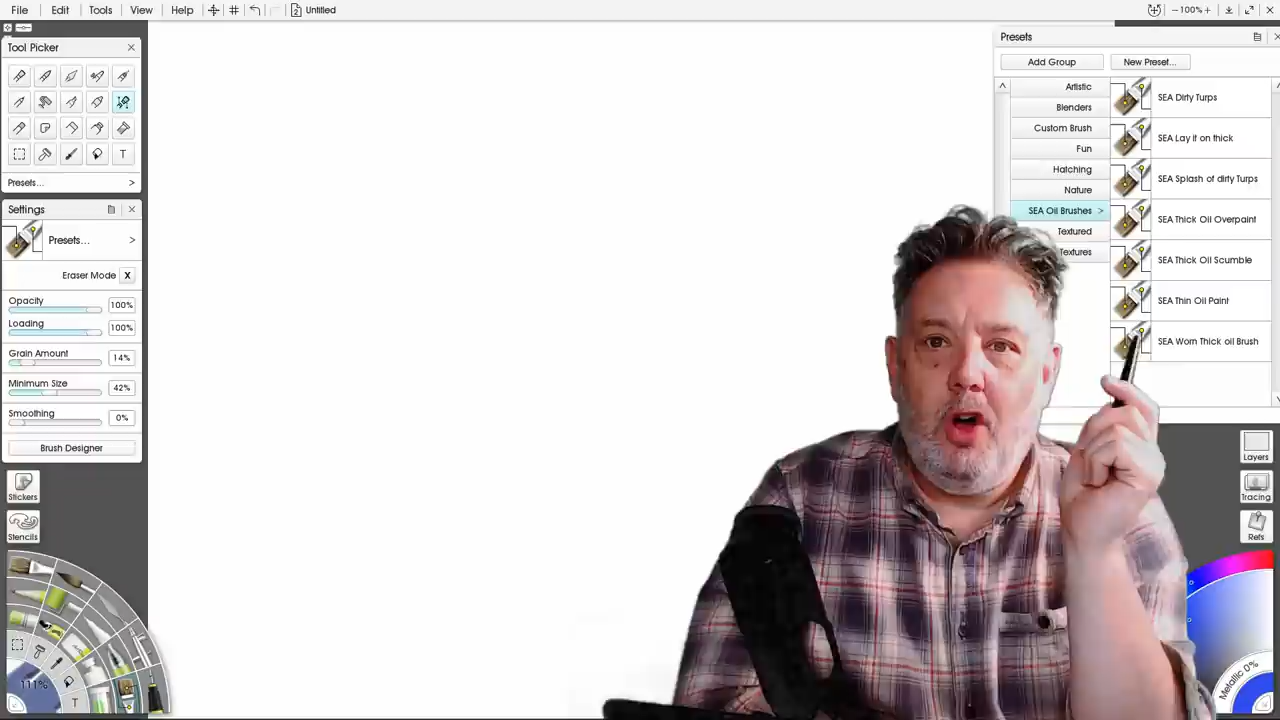 File Edit Tools View Help Untitled −100%+
Tool Picker
Presets... >
Settings
Presets... >
Eraser Mode X
Opacity 100%
Loading 100%
Grain Amount 14%
Minimum Size 42%
Smoothing 0%
Brush Designer
Stickers
Stencils
111%
T
T
Presets
Add Group New Preset...
Artistic
Blenders
Custom Brush
Fun
Hatching
Nature
SEA Oil Brushes >
Textured
Textures
SEA Dirty Turps
SEA Lay it on thick
SEA Splash of dirty Turps
SEA Thick Oil Overpaint
SEA Thick Oil Scumble
SEA Thin Oil Paint
SEA Worn Thick oil Brush
Layers
Tracing
Refs
Metallic 0%